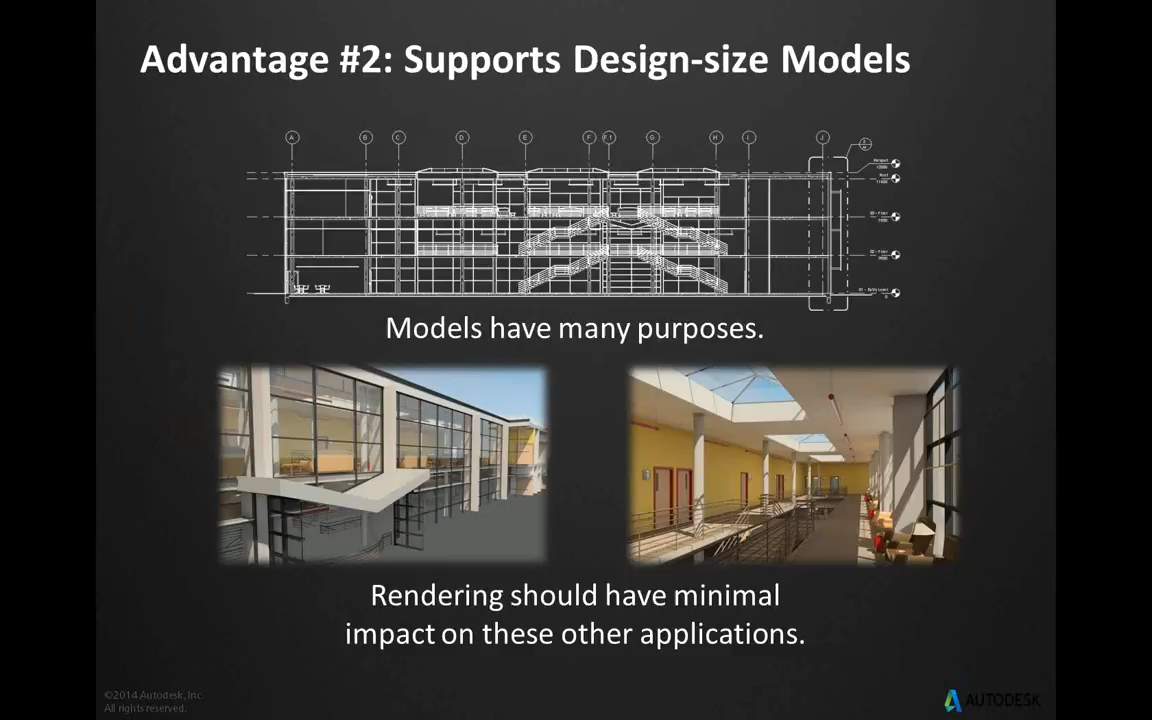 Advantage #2: Supports Design-size Models
A B C D E F F.1 G H I J
Models have many purposes.
Rendering should have minimal
impact on these other applications.
©2014 Autodesk, Inc.
All rights reserved.
AUTODESK